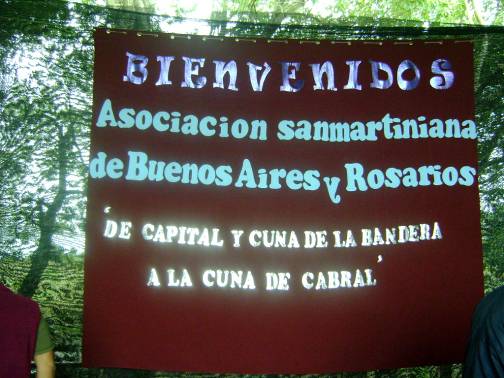 BIENVENIDOS
Asociacion sanmartiniana
de Buenos Aires y Rosarios
'DE CAPITAL Y CUNA DE LA BANDERA
A LA CUNA DE CABRAL'